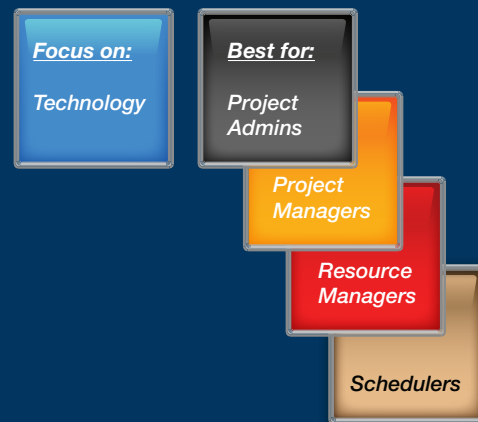 Focus on:
Technology
Best for:
Project
Admins
Project
Managers
Resource
Managers
Schedulers